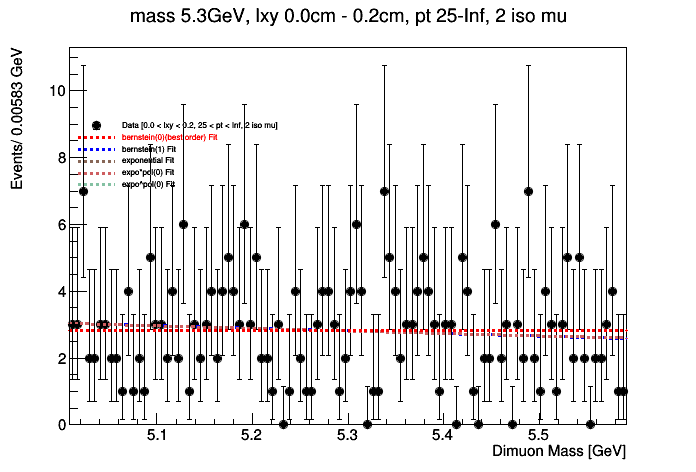 mass 5.3GeV, lxy 0.0cm - 0.2cm, pt 25-Inf, 2 iso mu
Events/ 0.00583 GeV
10
8
6
4
2
0
Data [0.0 < lxy < 0.2, 25 < pt < Inf, 2 iso mu]
bernstein(0)(best order) Fit
bernstein(1) Fit
exponential Fit
expo*pol(0) Fit
expo^pol(0) Fit
5.1 5.2 5.3 5.4 5.5
Dimuon Mass [GeV]